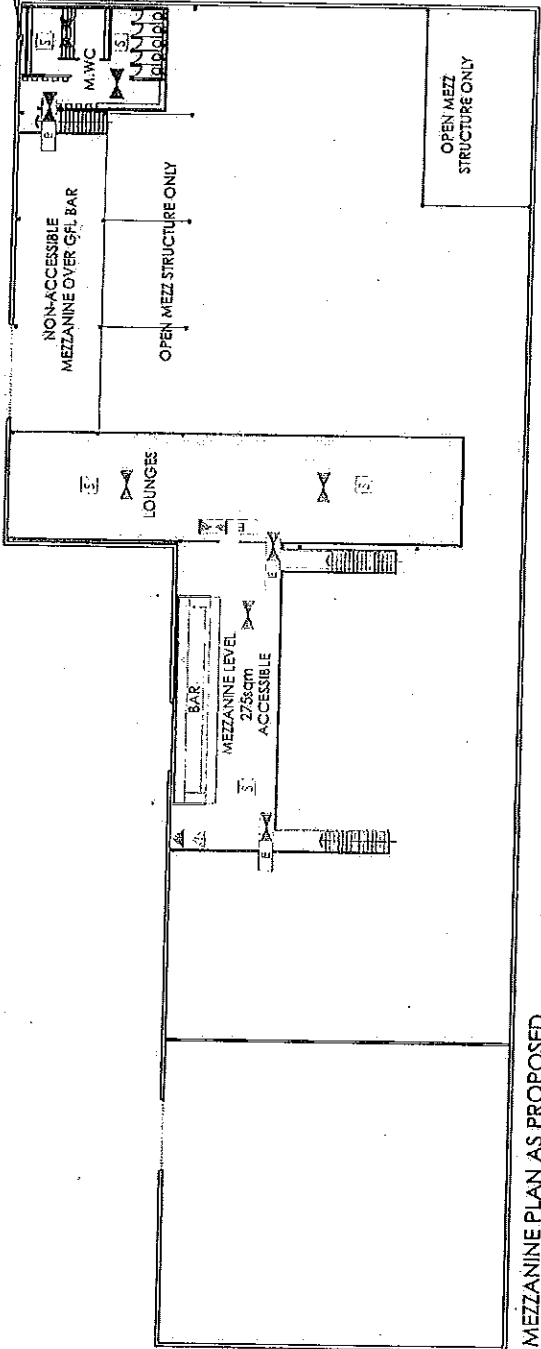 S
S
M.WC
E
NON-ACCESSIBLE
MEZZANINE OVER GFL BAR
OPEN MEZZ STRUCTURE ONLY
OPEN MEZZ
STRUCTURE ONLY
S
LOUNGES
S
E
BAR
MEZZANINE LEVEL
275sqm
ACCESSIBLE
S
E
MEZZANINE PLAN AS PROPOSED